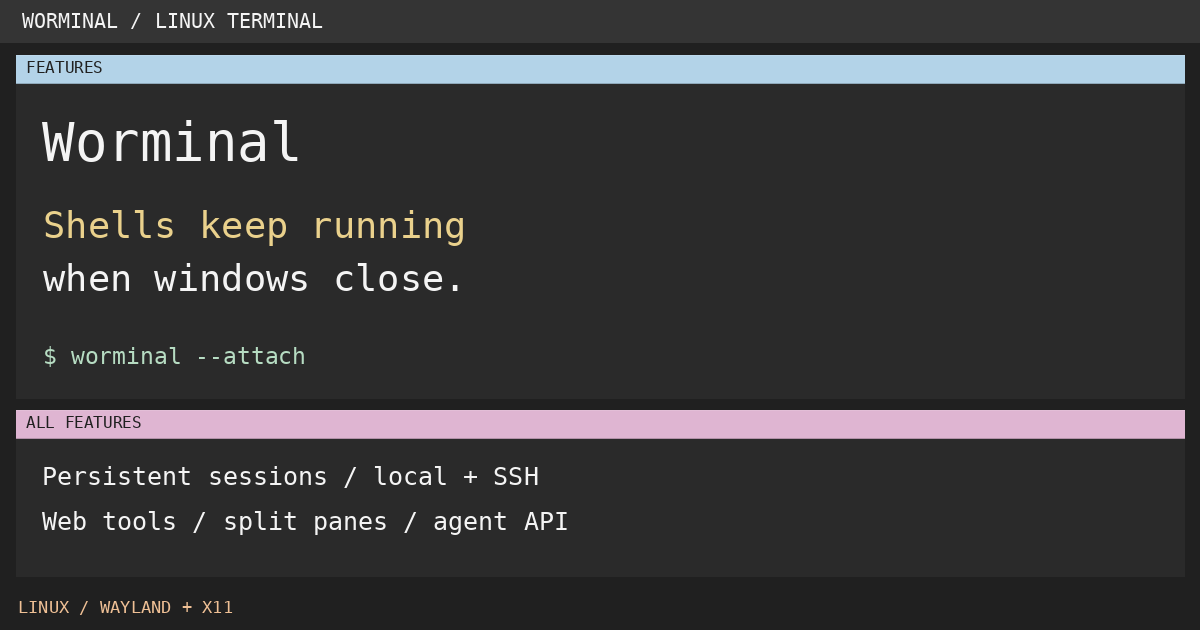 WORMINAL / LINUX TERMINAL
FEATURES
Worminal
Shells keep running
when windows close.
$ worminal --attach
ALL FEATURES
Persistent sessions / local + SSH
Web tools / split panes / agent API
LINUX / WAYLAND + X11